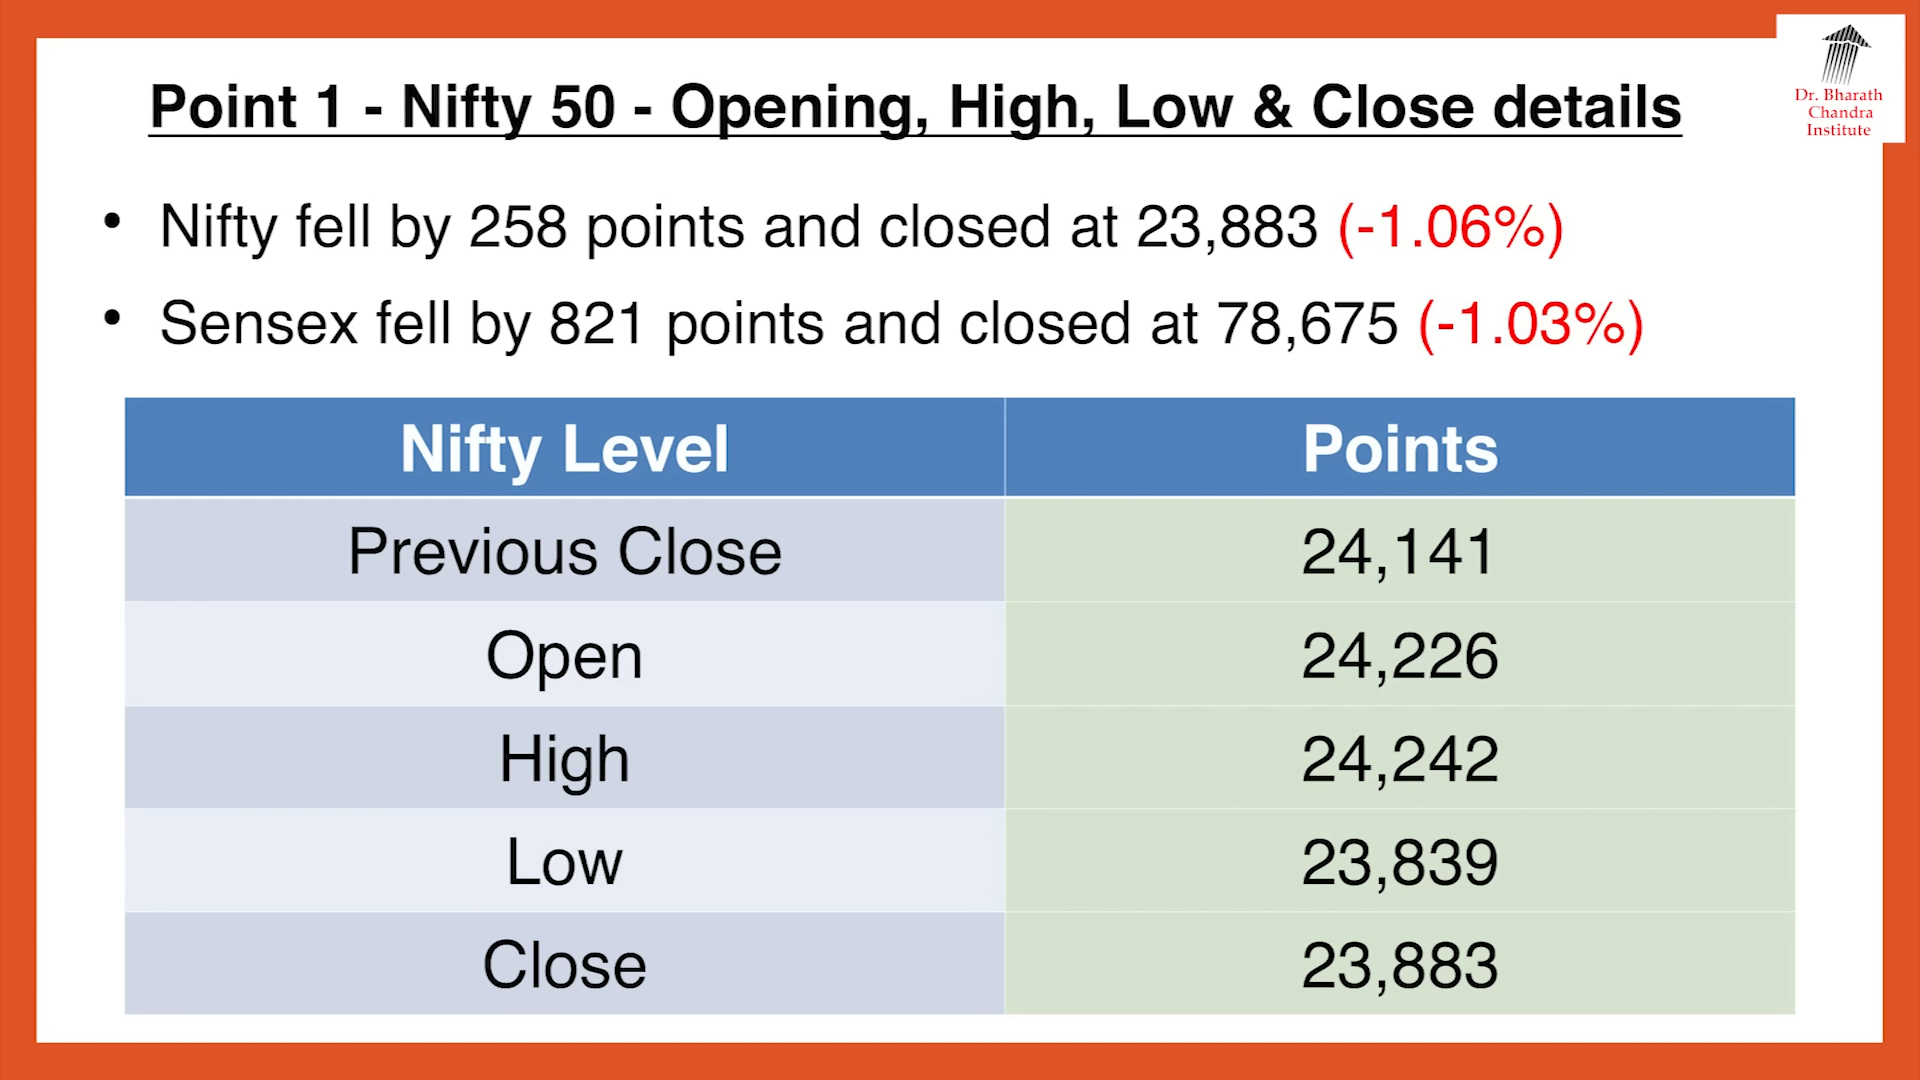 Dr. Bharath
Chandra
Institute
Point 1 - Nifty 50 - Opening, High, Low & Close details
• Nifty fell by 258 points and closed at 23,883 (-1.06%)
• Sensex fell by 821 points and closed at 78,675 (-1.03%)
Nifty Level Points
Previous Close 24,141
Open 24,226
High 24,242
Low 23,839
Close 23,883